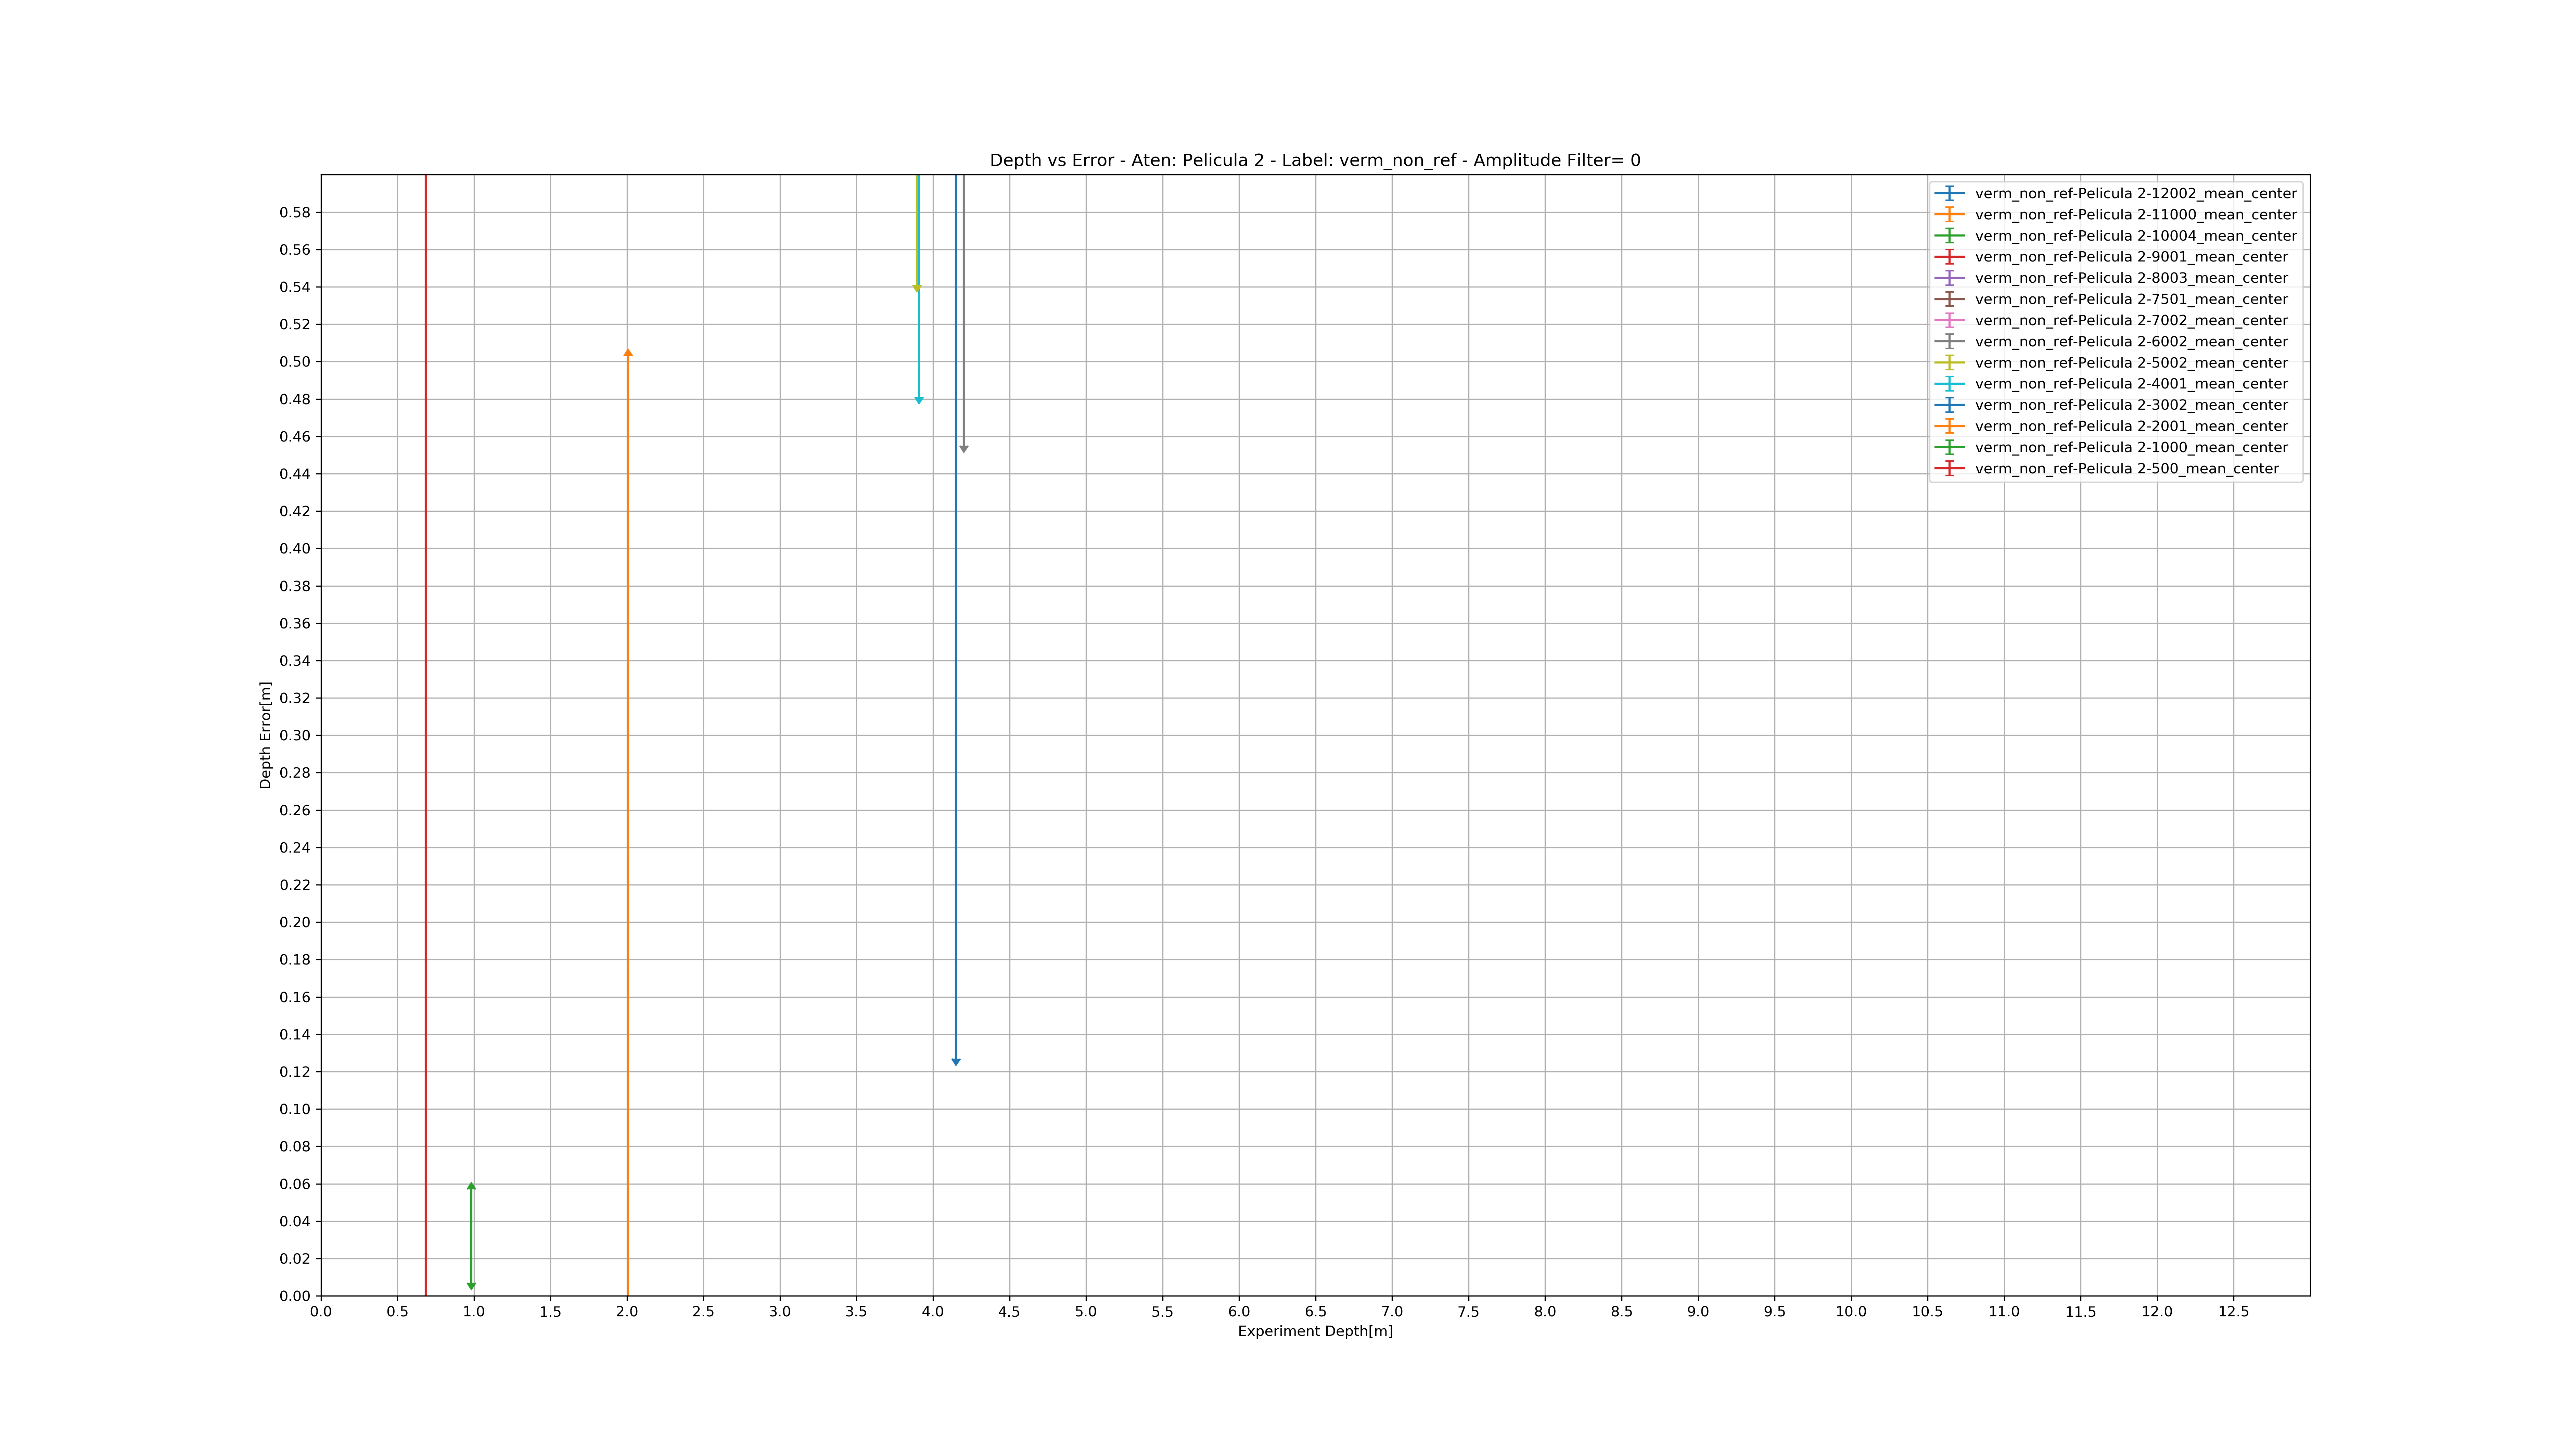 Depth vs Error - Aten: Pelicula 2 - Label: verm_non_ref - Amplitude Filter= 0
verm_non_ref-Pelicula 2-12002_mean_center
verm_non_ref-Pelicula 2-11000_mean_center
verm_non_ref-Pelicula 2-10004_mean_center
verm_non_ref-Pelicula 2-9001_mean_center
verm_non_ref-Pelicula 2-8003_mean_center
verm_non_ref-Pelicula 2-7501_mean_center
verm_non_ref-Pelicula 2-7002_mean_center
verm_non_ref-Pelicula 2-6002_mean_center
verm_non_ref-Pelicula 2-5002_mean_center
verm_non_ref-Pelicula 2-4001_mean_center
verm_non_ref-Pelicula 2-3002_mean_center
verm_non_ref-Pelicula 2-2001_mean_center
verm_non_ref-Pelicula 2-1000_mean_center
verm_non_ref-Pelicula 2-500_mean_center
Depth Error[m]
0.58
0.56
0.54
0.52
0.50
0.48
0.46
0.44
0.42
0.40
0.38
0.36
0.34
0.32
0.30
0.28
0.26
0.24
0.22
0.20
0.18
0.16
0.14
0.12
0.10
0.08
0.06
0.04
0.02
0.00
0.0 0.5 1.0 1.5 2.0 2.5 3.0 3.5 4.0 4.5 5.0 5.5 6.0 6.5 7.0 7.5 8.0 8.5 9.0 9.5 10.0 10.5 11.0 11.5 12.0 12.5
Experiment Depth[m]